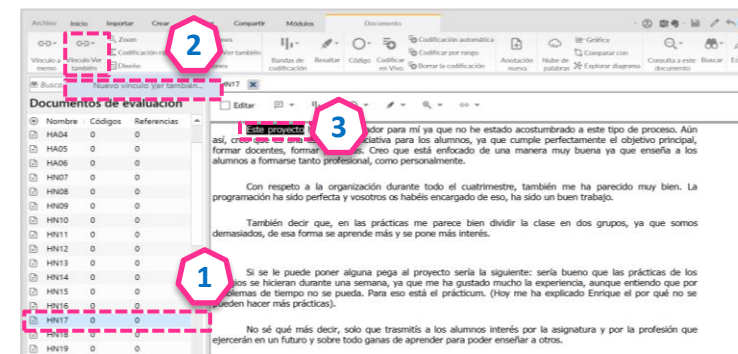 Archivo Inicio Importar Crear Compartir Módulos Documento
Zoom
Codificación
Diseño
Vínculo a memo
Vínculo Ver también
Ver también
Bandas de codificación
Resaltar
Código
Codificar en Vivo
Codificación automática
Codificar por rango
Borrar la codificación
Anotación nueva
Nube de palabras
Gráfica
Comparar con
Explorar diagrama
Consulta a este documento
Buscar
2
Nuevo vínculo Ver también...
HN17
Documentos de evaluación
Editar
Nombre Códigos Referencias
HA04 0 0
HA05 0 0
HA06 0 0
HN07 0 0
HN08 0 0
HN09 0 0
HN10 0 0
HN11 0 0
HN12 0 0
HN13 0 0
HN14 0 0
HN15 0 0
HN16 0 0
HN17 0 0
HN18 0 0
HN19 0 0
1
3
Este proyecto para mí ya que no he estado acostumbrado a este tipo de proceso. Aún
así, creo que es una iniciativa para los alumnos, ya que cumple perfectamente el objetivo principal,
formar docentes, formar Creo que está enfocado de una manera muy buena ya que enseña a los
alumnos a formarse tanto profesional, como personalmente.
Con respeto a la organización durante todo el cuatrimestre, también me ha parecido muy bien. La
programación ha sido perfecta y vosotros os habéis encargado de eso, ha sido un buen trabajo.
También decir que, en las prácticas me parece bien dividir la clase en dos grupos, ya que somos
demasiados, de esa forma se aprende más y se pone más interés.
Si se le puede poner alguna pega al proyecto sería la siguiente: sería bueno que las prácticas de los
se hicieran durante una semana, ya que me ha gustado mucho la experiencia, aunque entiendo que por
problemas de tiempo no se pueda. Para eso está el prácticum. (Hoy me ha explicado Enrique el por qué no se
pueden hacer más prácticas).
No sé qué más decir, solo que trasmitís a los alumnos interés por la asignatura y por la profesión que
ejercerán en un futuro y sobre todo ganas de aprender para poder enseñar a otros.